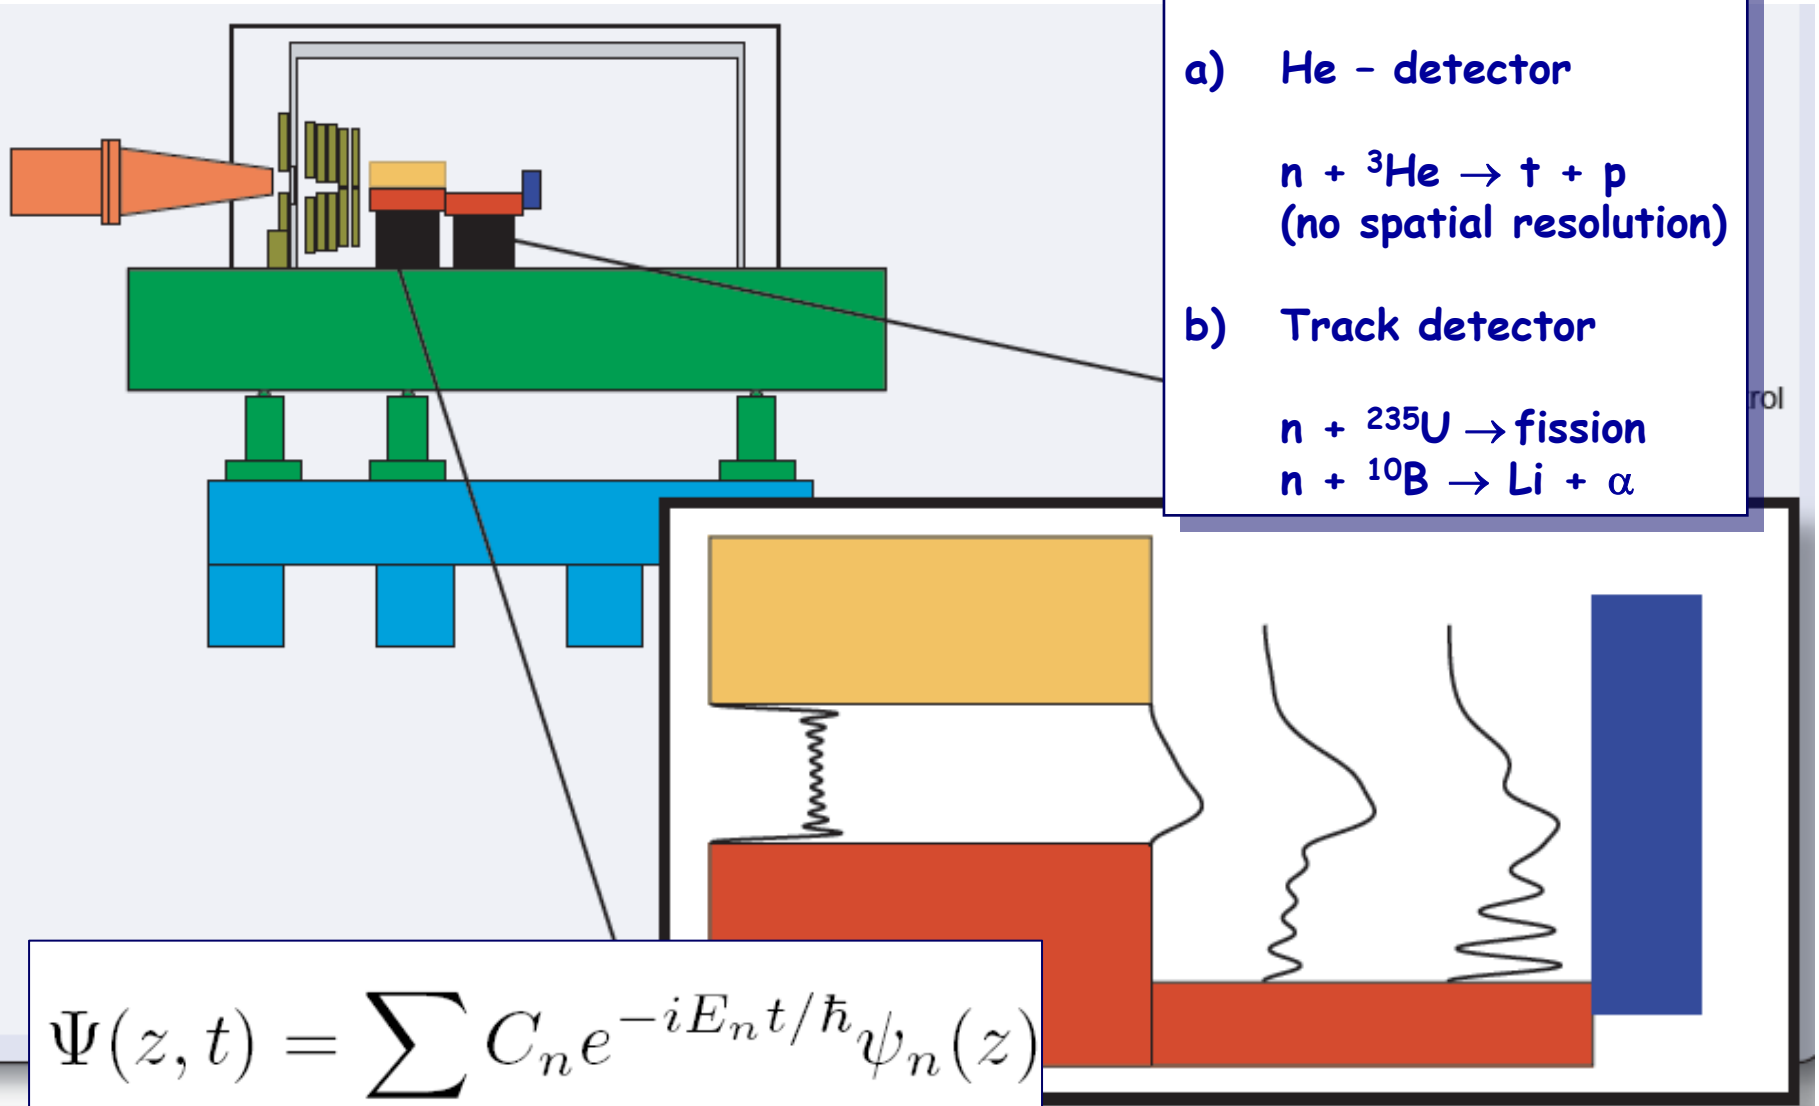 a) He – detector
n + ³He → t + p
(no spatial resolution)
b) Track detector
n + ²³⁵U → fission
n + ¹⁰B → Li + α
rol
Ψ(z, t) = ∑ Cₙe^{−iEₙt/ħ}ψₙ(z)